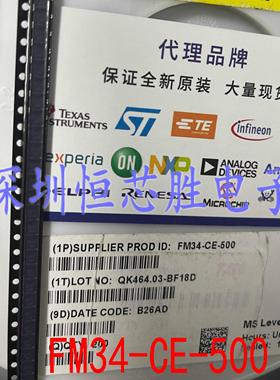 代理品牌
保证全新原装 大量现货
TEXAS INSTRUMENTS
ST
TE
infineon
nexperia
ON
NXP
ANALOG DEVICES
RENESAS
MICROCHIP
深圳恒芯胜电子
(1P)SUPPLIER PROD ID: FM34-CE-500
(1T)LOT NO: QK464.03-BF18D
(9D)DATE CODE: B26AD
MS Level
FM34-CE-500